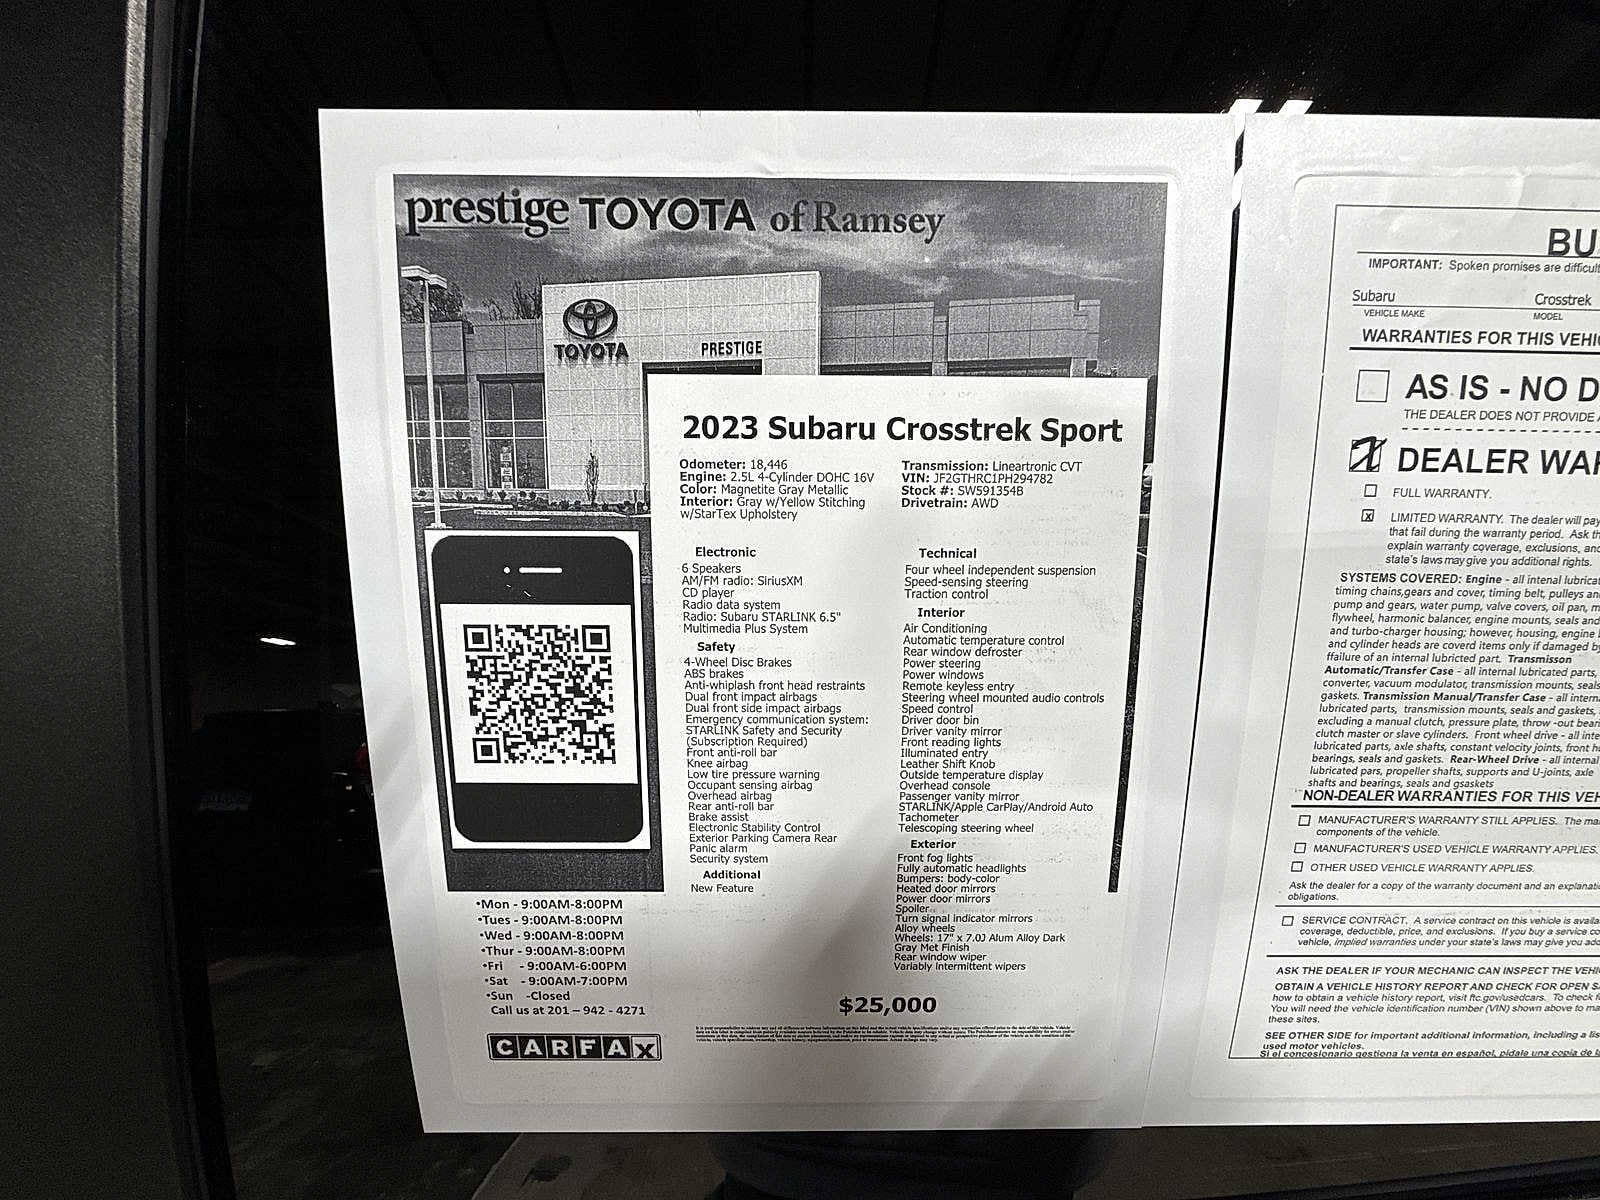 prestige TOYOTA of Ramsey
TOYOTA
PRESTIGE
2023 Subaru Crosstrek Sport
Odometer: 18,446
Engine: 2.5L 4-Cylinder DOHC 16V
Color: Magnetite Gray Metallic
Interior: Gray w/Yellow Stitching
w/StarTex Upholstery
Transmission: Lineartronic CVT
VIN: JF2GTHRC1PH294782
Stock #: SW591354B
Drivetrain: AWD
Electronic
6 Speakers
AM/FM radio: SiriusXM
CD player
Radio data system
Radio: Subaru STARLINK 6.5"
Multimedia Plus System
Safety
4-Wheel Disc Brakes
ABS brakes
Anti-whiplash front head restraints
Dual front impact airbags
Dual front side impact airbags
Emergency communication system:
STARLINK Safety and Security
(Subscription Required)
Front anti-roll bar
Knee airbag
Low tire pressure warning
Occupant sensing airbag
Overhead airbag
Rear anti-roll bar
Brake assist
Electronic Stability Control
Exterior Parking Camera Rear
Panic alarm
Security system
Additional
New Feature
Technical
Four wheel independent suspension
Speed-sensing steering
Traction control
Interior
Air Conditioning
Automatic temperature control
Rear window defroster
Power steering
Power windows
Remote keyless entry
Steering wheel mounted audio controls
Speed control
Driver door bin
Driver vanity mirror
Front reading lights
Illuminated entry
Leather Shift Knob
Outside temperature display
Overhead console
Passenger vanity mirror
STARLINK/Apple CarPlay/Android Auto
Tachometer
Telescoping steering wheel
Exterior
Front fog lights
Fully automatic headlights
Bumpers: body-color
Heated door mirrors
Power door mirrors
Spoiler
Turn signal indicator mirrors
Alloy wheels
Wheels: 17" x 7.0J Alum Alloy Dark
Gray Met Finish
Rear window wiper
Variably intermittent wipers
$25,000
•Mon - 9:00AM-8:00PM
•Tues - 9:00AM-8:00PM
•Wed - 9:00AM-8:00PM
•Thur - 9:00AM-8:00PM
•Fri - 9:00AM-6:00PM
•Sat - 9:00AM-7:00PM
•Sun -Closed
Call us at 201 – 942 - 4271
CARFAX
BU
IMPORTANT: Spoken promises are difficult
Subaru Crosstrek
VEHICLE MAKE MODEL
WARRANTIES FOR THIS VEHI
AS IS - NO D
THE DEALER DOES NOT PROVIDE A
DEALER WAR
FULL WARRANTY.
LIMITED WARRANTY. The dealer will pay
that fail during the warranty period. Ask th
explain warranty coverage, exclusions, and
state's laws may give you additional rights.
SYSTEMS COVERED: Engine - all intenal lubricat
timing chains,gears and cover, timing belt, pulleys and
pump and gears, water pump, valve covers, oil pan, m
flywheel, harmonic balancer, engine mounts, seals and
and turbo-charger housing; however, housing, engine b
and cylinder heads are coverd items only if damaged by
ffailure of an internal lubricted part. Transmisson
Automatic/Transfer Case - all internal lubricated parts,
converter, vacuum modulator, transmission mounts, seals
gaskets. Transmission Manual/Transfer Case - all interna
lubricated parts, transmission mounts, seals and gaskets,
excluding a manual clutch, pressure plate, throw -out beari
clutch master or slave cylinders. Front wheel drive - all inte
lubricated parts, axle shafts, constant velocity joints, front hu
bearings, seals and gaskets. Rear-Wheel Drive - all internal
lubricated pars, propeller shafts, supports and U-joints, axle
shafts and bearings, seals and gsaskets
NON-DEALER WARRANTIES FOR THIS VEH
MANUFACTURER'S WARRANTY STILL APPLIES. The ma
components of the vehicle.
MANUFACTURER'S USED VEHICLE WARRANTY APPLIES.
OTHER USED VEHICLE WARRANTY APPLIES.
Ask the dealer for a copy of the warranty document and an explanati
obligations.
SERVICE CONTRACT. A service contract on this vehicle is availa
coverage, deductible, price, and exclusions. If you buy a service co
vehicle, implied warranties under your state's laws may give you add
ASK THE DEALER IF YOUR MECHANIC CAN INSPECT THE VEHI
OBTAIN A VEHICLE HISTORY REPORT AND CHECK FOR OPEN SA
how to obtain a vehicle history report, visit ftc.gov/usedcars. To check f
You will need the vehicle identification number (VIN) shown above to ma
these sites.
SEE OTHER SIDE for important additional information, including a lis
used motor vehicles.
Si el concesionario gestiona la venta en español, pídale una copia de la